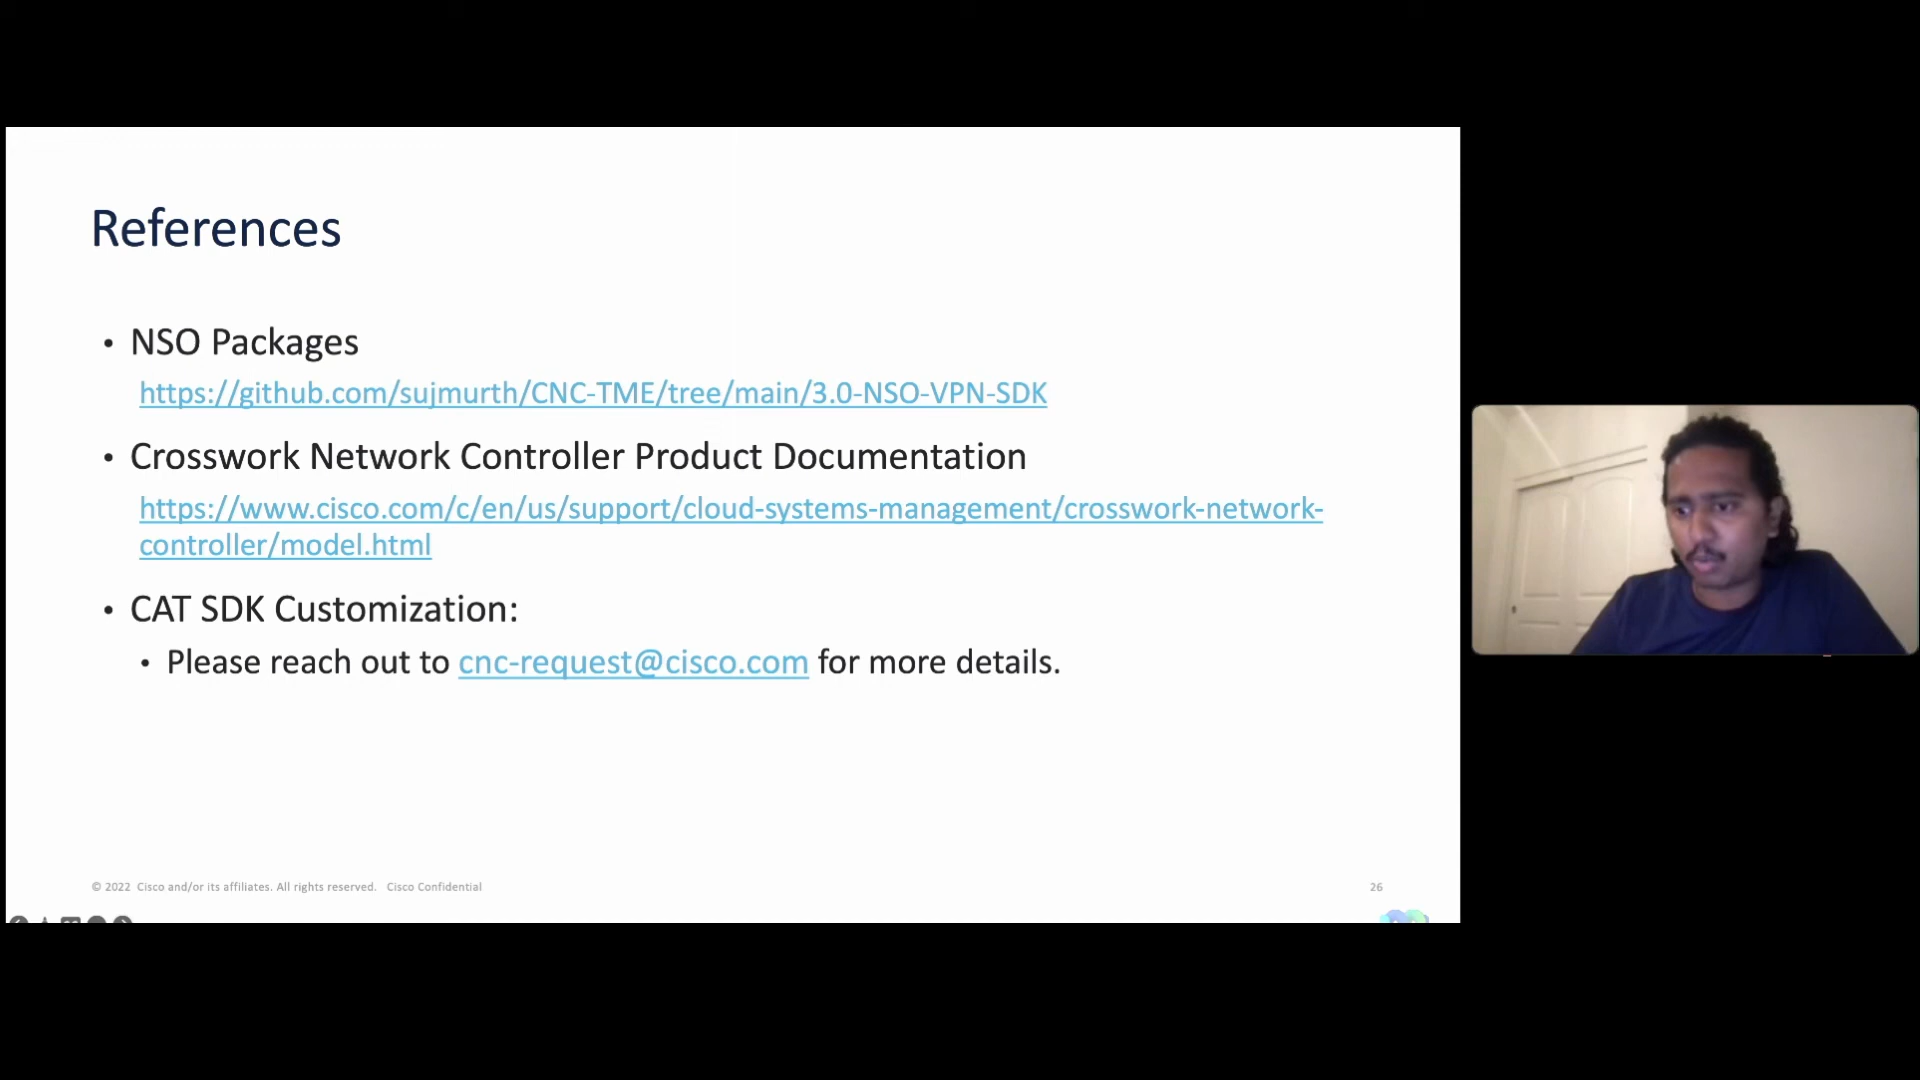 References
• NSO Packages
https://github.com/sujmurth/CNC-TME/tree/main/3.0-NSO-VPN-SDK
• Crosswork Network Controller Product Documentation
https://www.cisco.com/c/en/us/support/cloud-systems-management/crosswork-network-
controller/model.html
• CAT SDK Customization:
• Please reach out to cnc-request@cisco.com for more details.
© 2022 Cisco and/or its affiliates. All rights reserved. Cisco Confidential
26